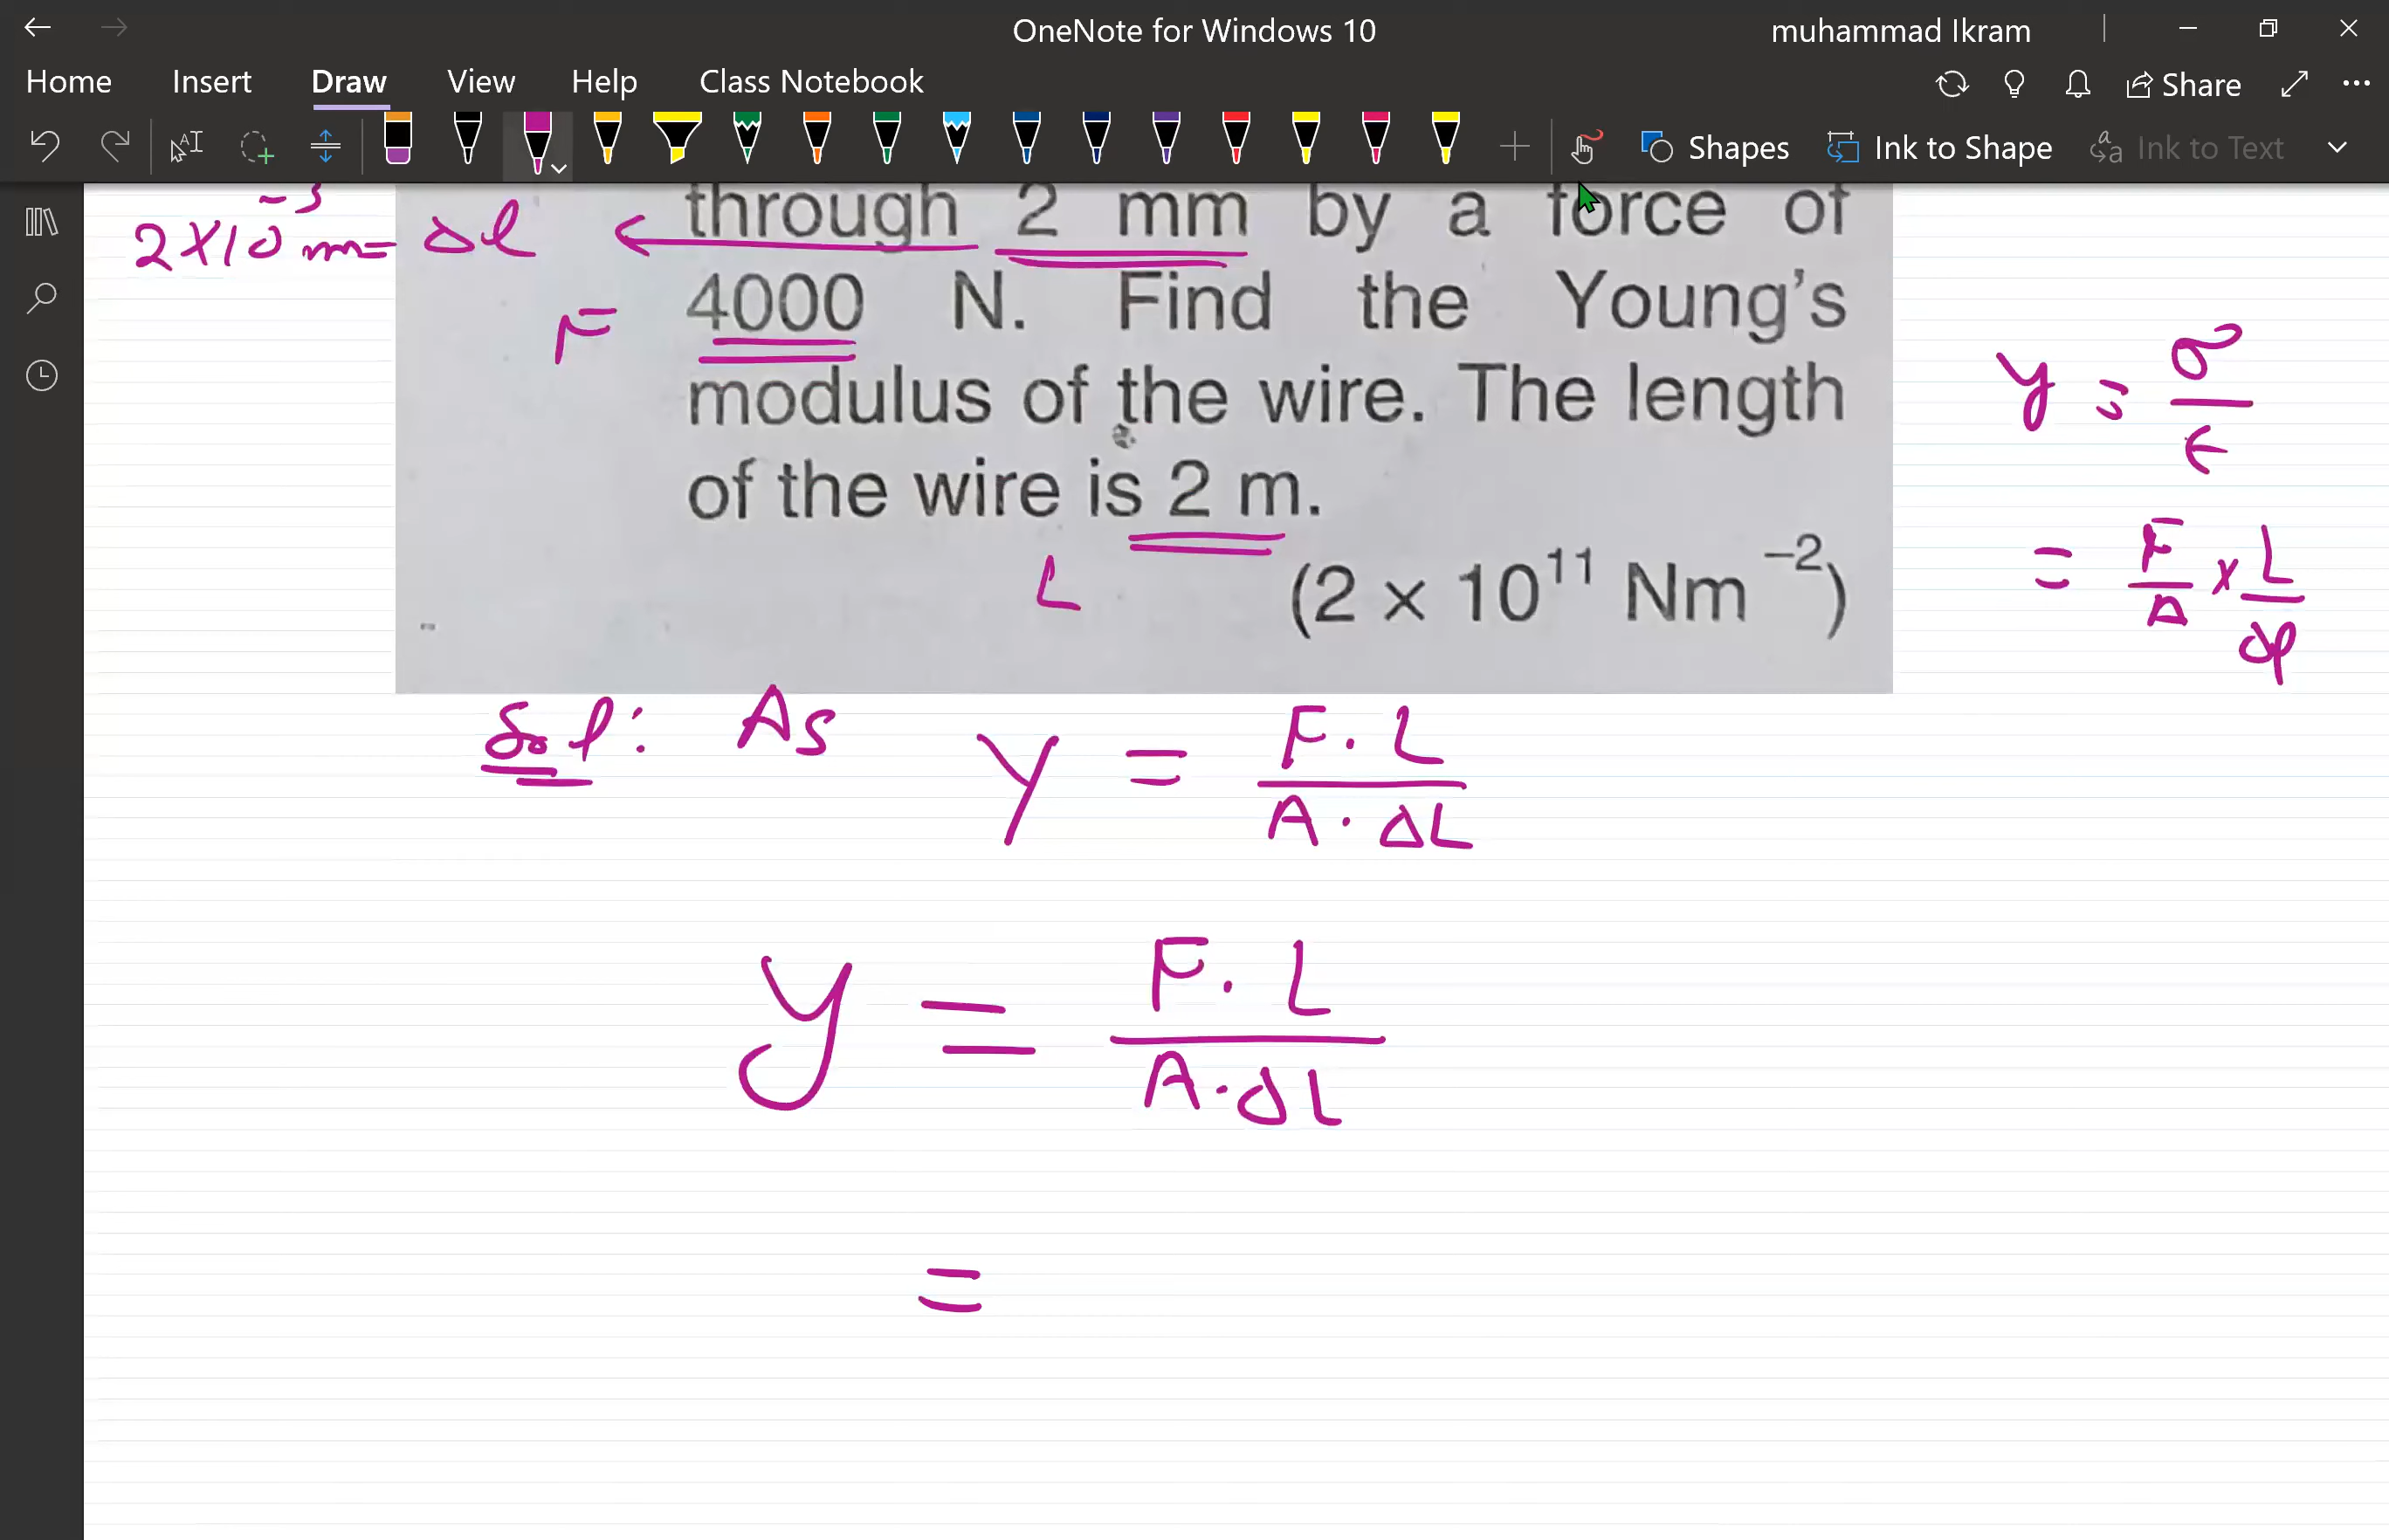 OneNote for Windows 10
muhammad Ikram
Home Insert Draw View Help Class Notebook
Share
Shapes Ink to Shape Ink to Text
2×10⁻³ m = Δl
through 2 mm by a force of
F
4000 N. Find the Young's
modulus of the wire. The length
of the wire is 2 m.
L
(2 × 10¹¹ Nm⁻²)
y = σ/ε
= F/A × L/Δl
Sol: As Y = F.L / A.ΔL
y = F.L / A.ΔL
=